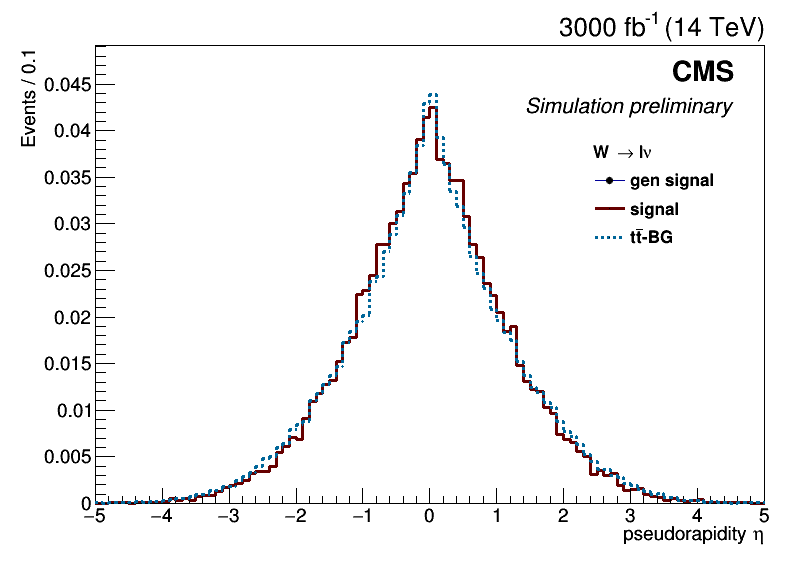 3000 fb⁻¹ (14 TeV)
Events / 0.1
CMS
Simulation preliminary
W → lν
gen signal
signal
tt̄-BG
0.045
0.04
0.035
0.03
0.025
0.02
0.015
0.01
0.005
0
−5 −4 −3 −2 −1 0 1 2 3 4 5
pseudorapidity η